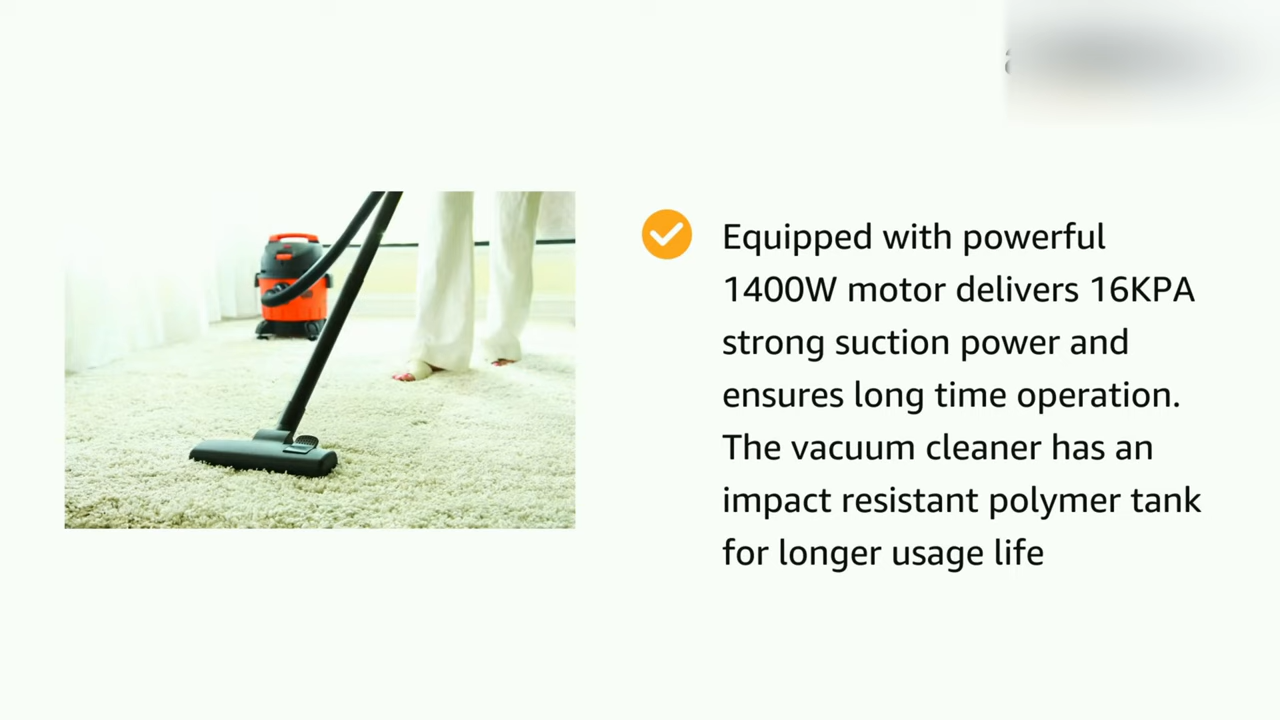 Equipped with powerful
1400W motor delivers 16KPA
strong suction power and
ensures long time operation.
The vacuum cleaner has an
impact resistant polymer tank
for longer usage life